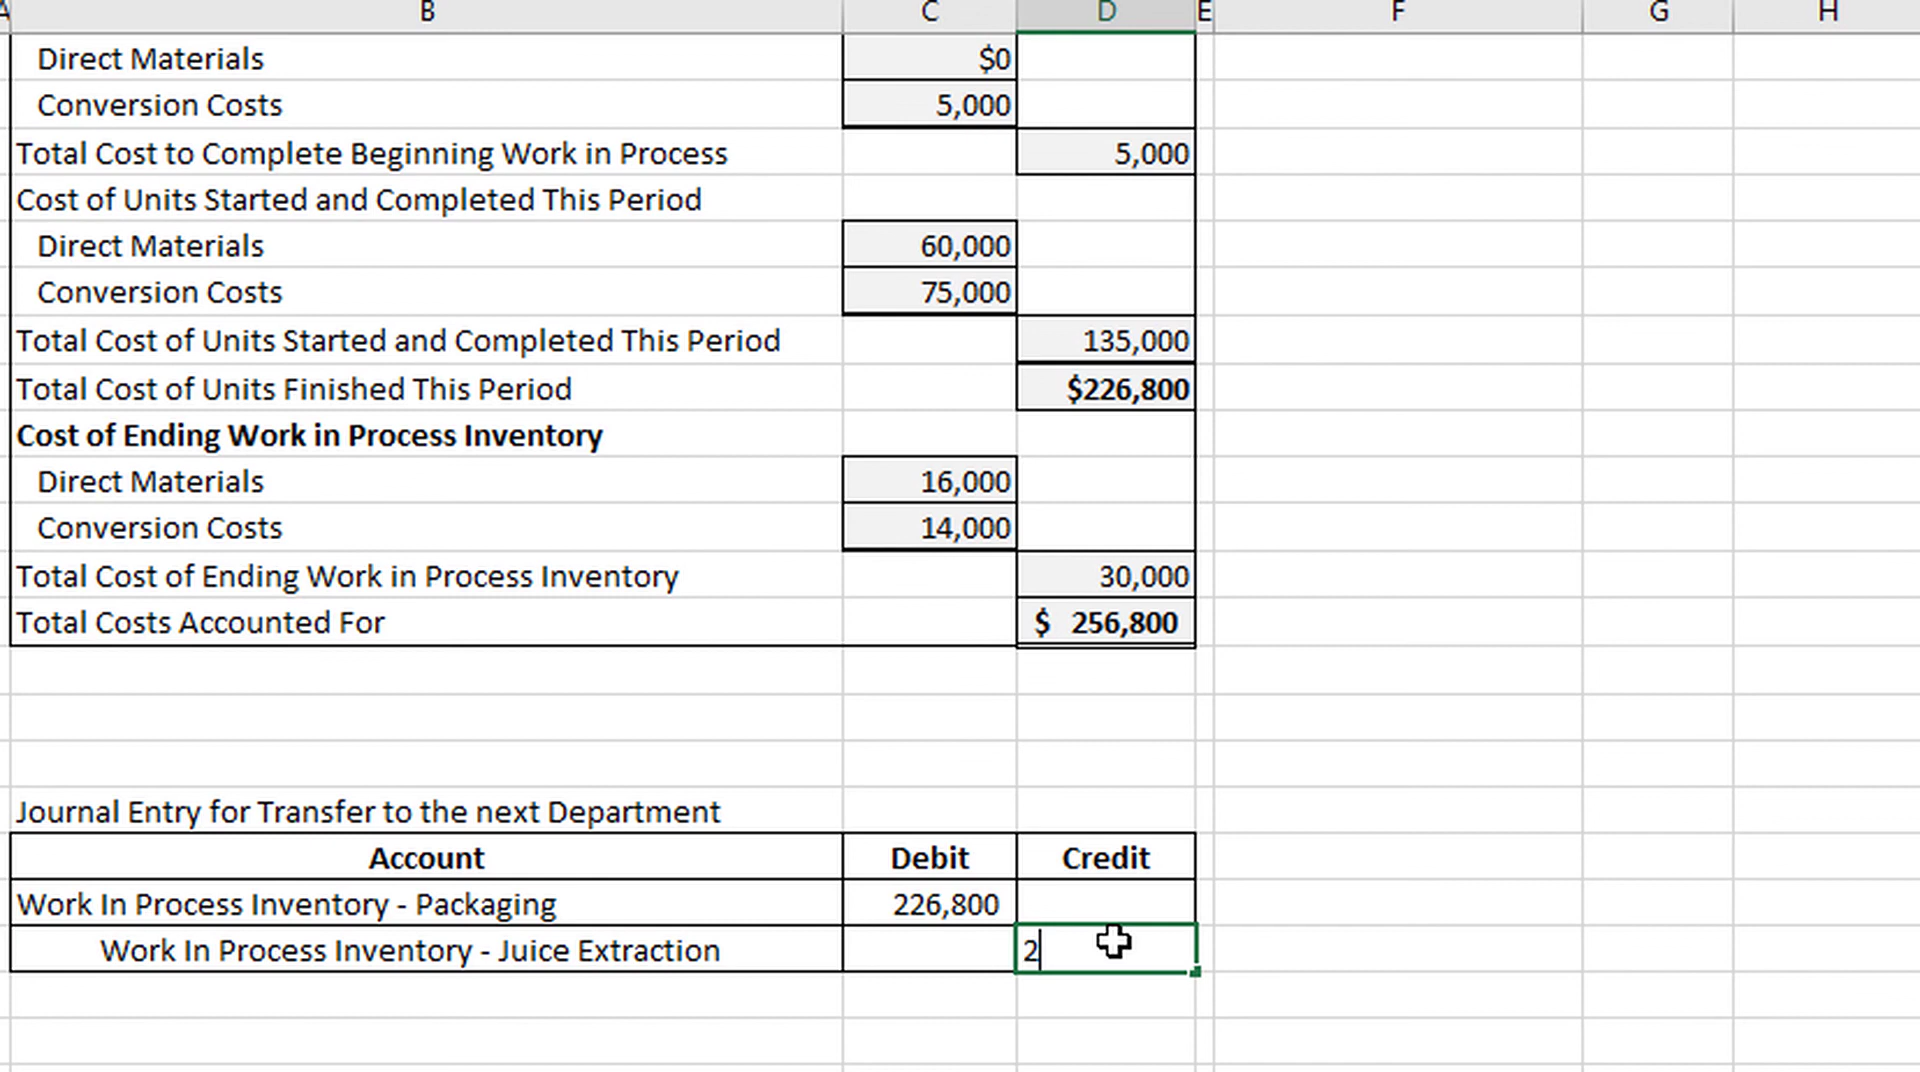 A B C D E F G H
Direct Materials $0
Conversion Costs 5,000
Total Cost to Complete Beginning Work in Process 5,000
Cost of Units Started and Completed This Period
Direct Materials 60,000
Conversion Costs 75,000
Total Cost of Units Started and Completed This Period 135,000
Total Cost of Units Finished This Period $226,800
Cost of Ending Work in Process Inventory
Direct Materials 16,000
Conversion Costs 14,000
Total Cost of Ending Work in Process Inventory 30,000
Total Costs Accounted For $ 256,800
Journal Entry for Transfer to the next Department
Account Debit Credit
Work In Process Inventory - Packaging 226,800
Work In Process Inventory - Juice Extraction 2